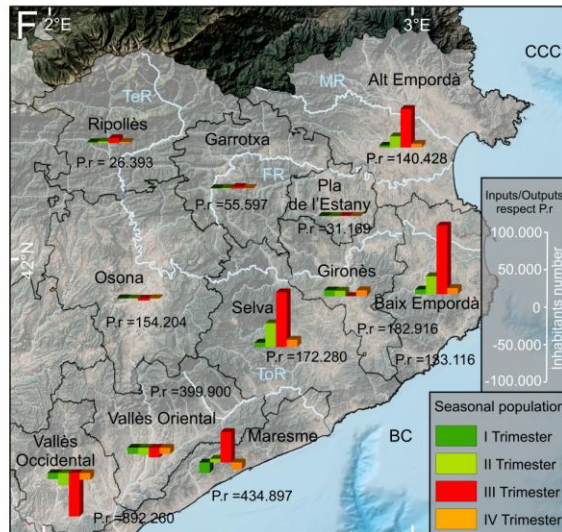 F
2°E
3°E
CCC
TeR
MR
Alt Empordà
Ripollès
Garrotxa
P.r = 26.393
FR
P.r =140.428
Pla
de l'Estany
P.r =55.597
P.r =31.169
Inputs/Outputs
respect P.r
100.000
50.000
0
-50.000
-100.000
Inhabitants number
42°N
Osona
Gironès
Selva
Baix Empordà
P.r =154.204
P.r =182.916
P.r =172.280
P.r =133.116
ToR
P.r =399.900
Vallès Oriental
Maresme
BC
Vallès
Occidental
P.r =434.897
P.r =892.260
Seasonal population
I Trimester
II Trimester
III Trimester
IV Trimester